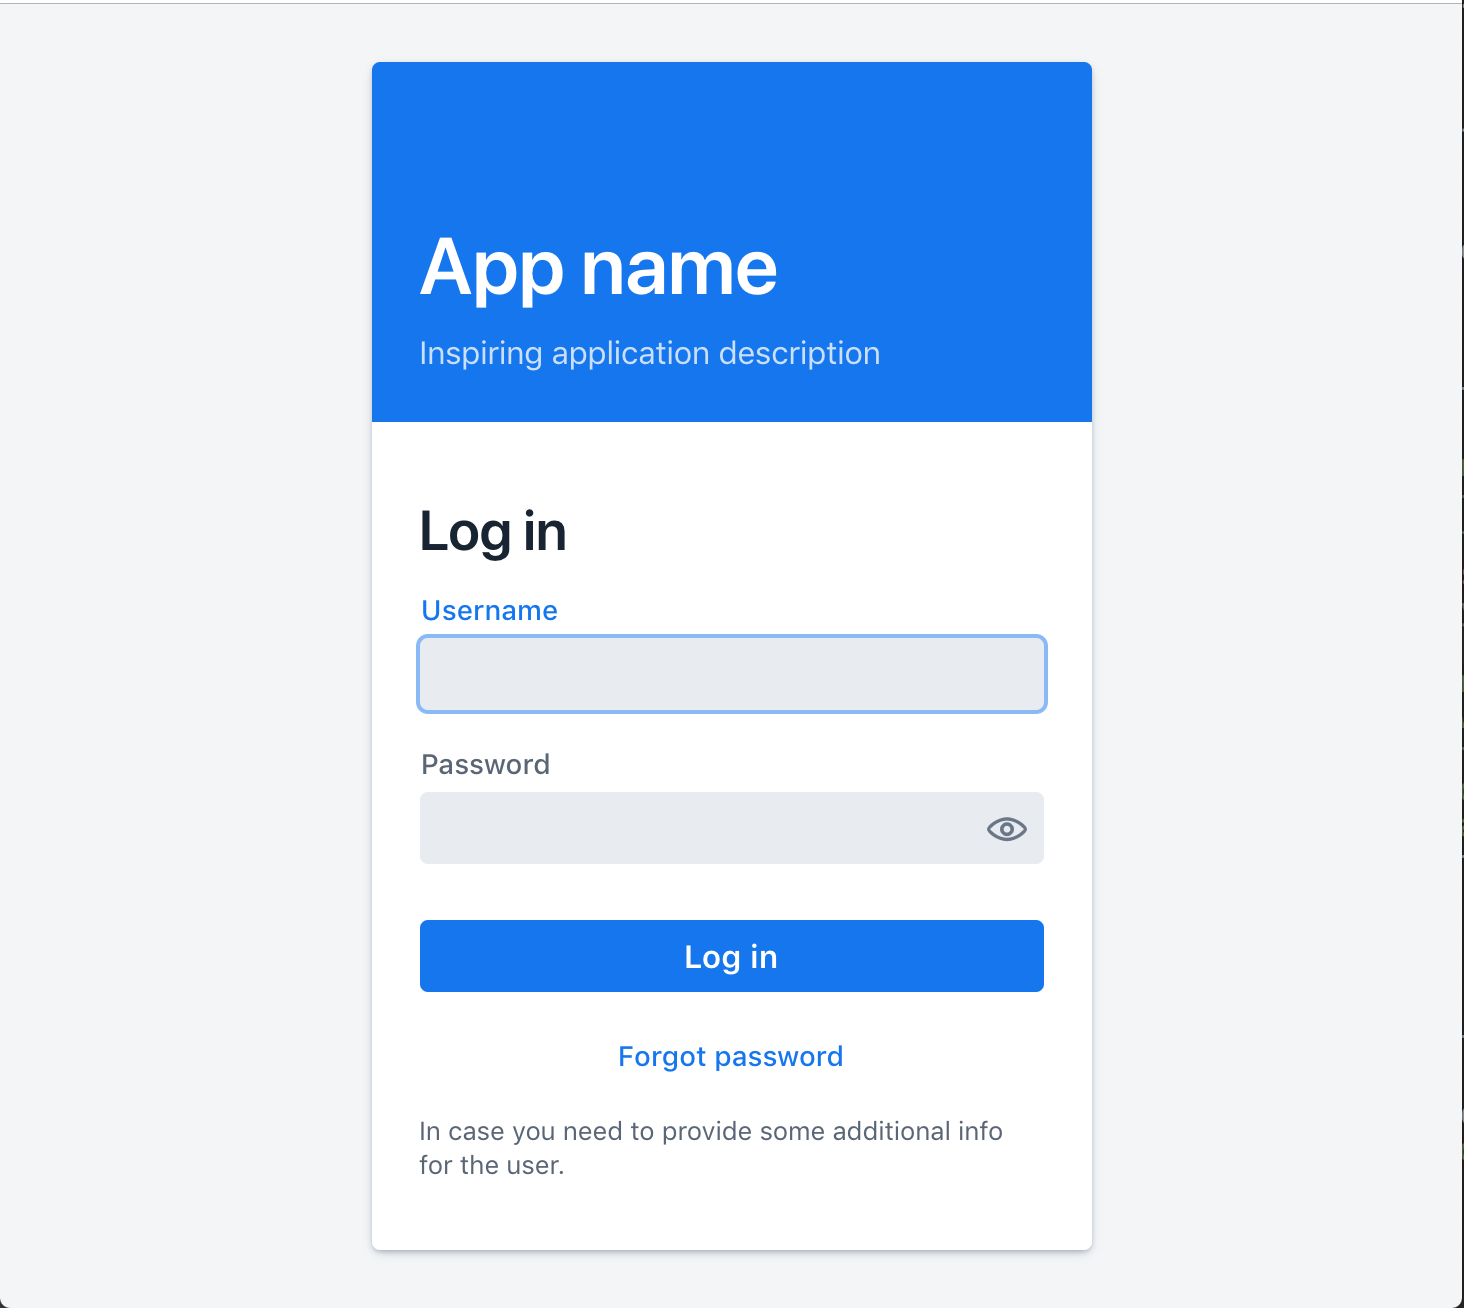 App name
Inspiring application description
Log in
Username
Password
Log in
Forgot password
In case you need to provide some additional info
for the user.